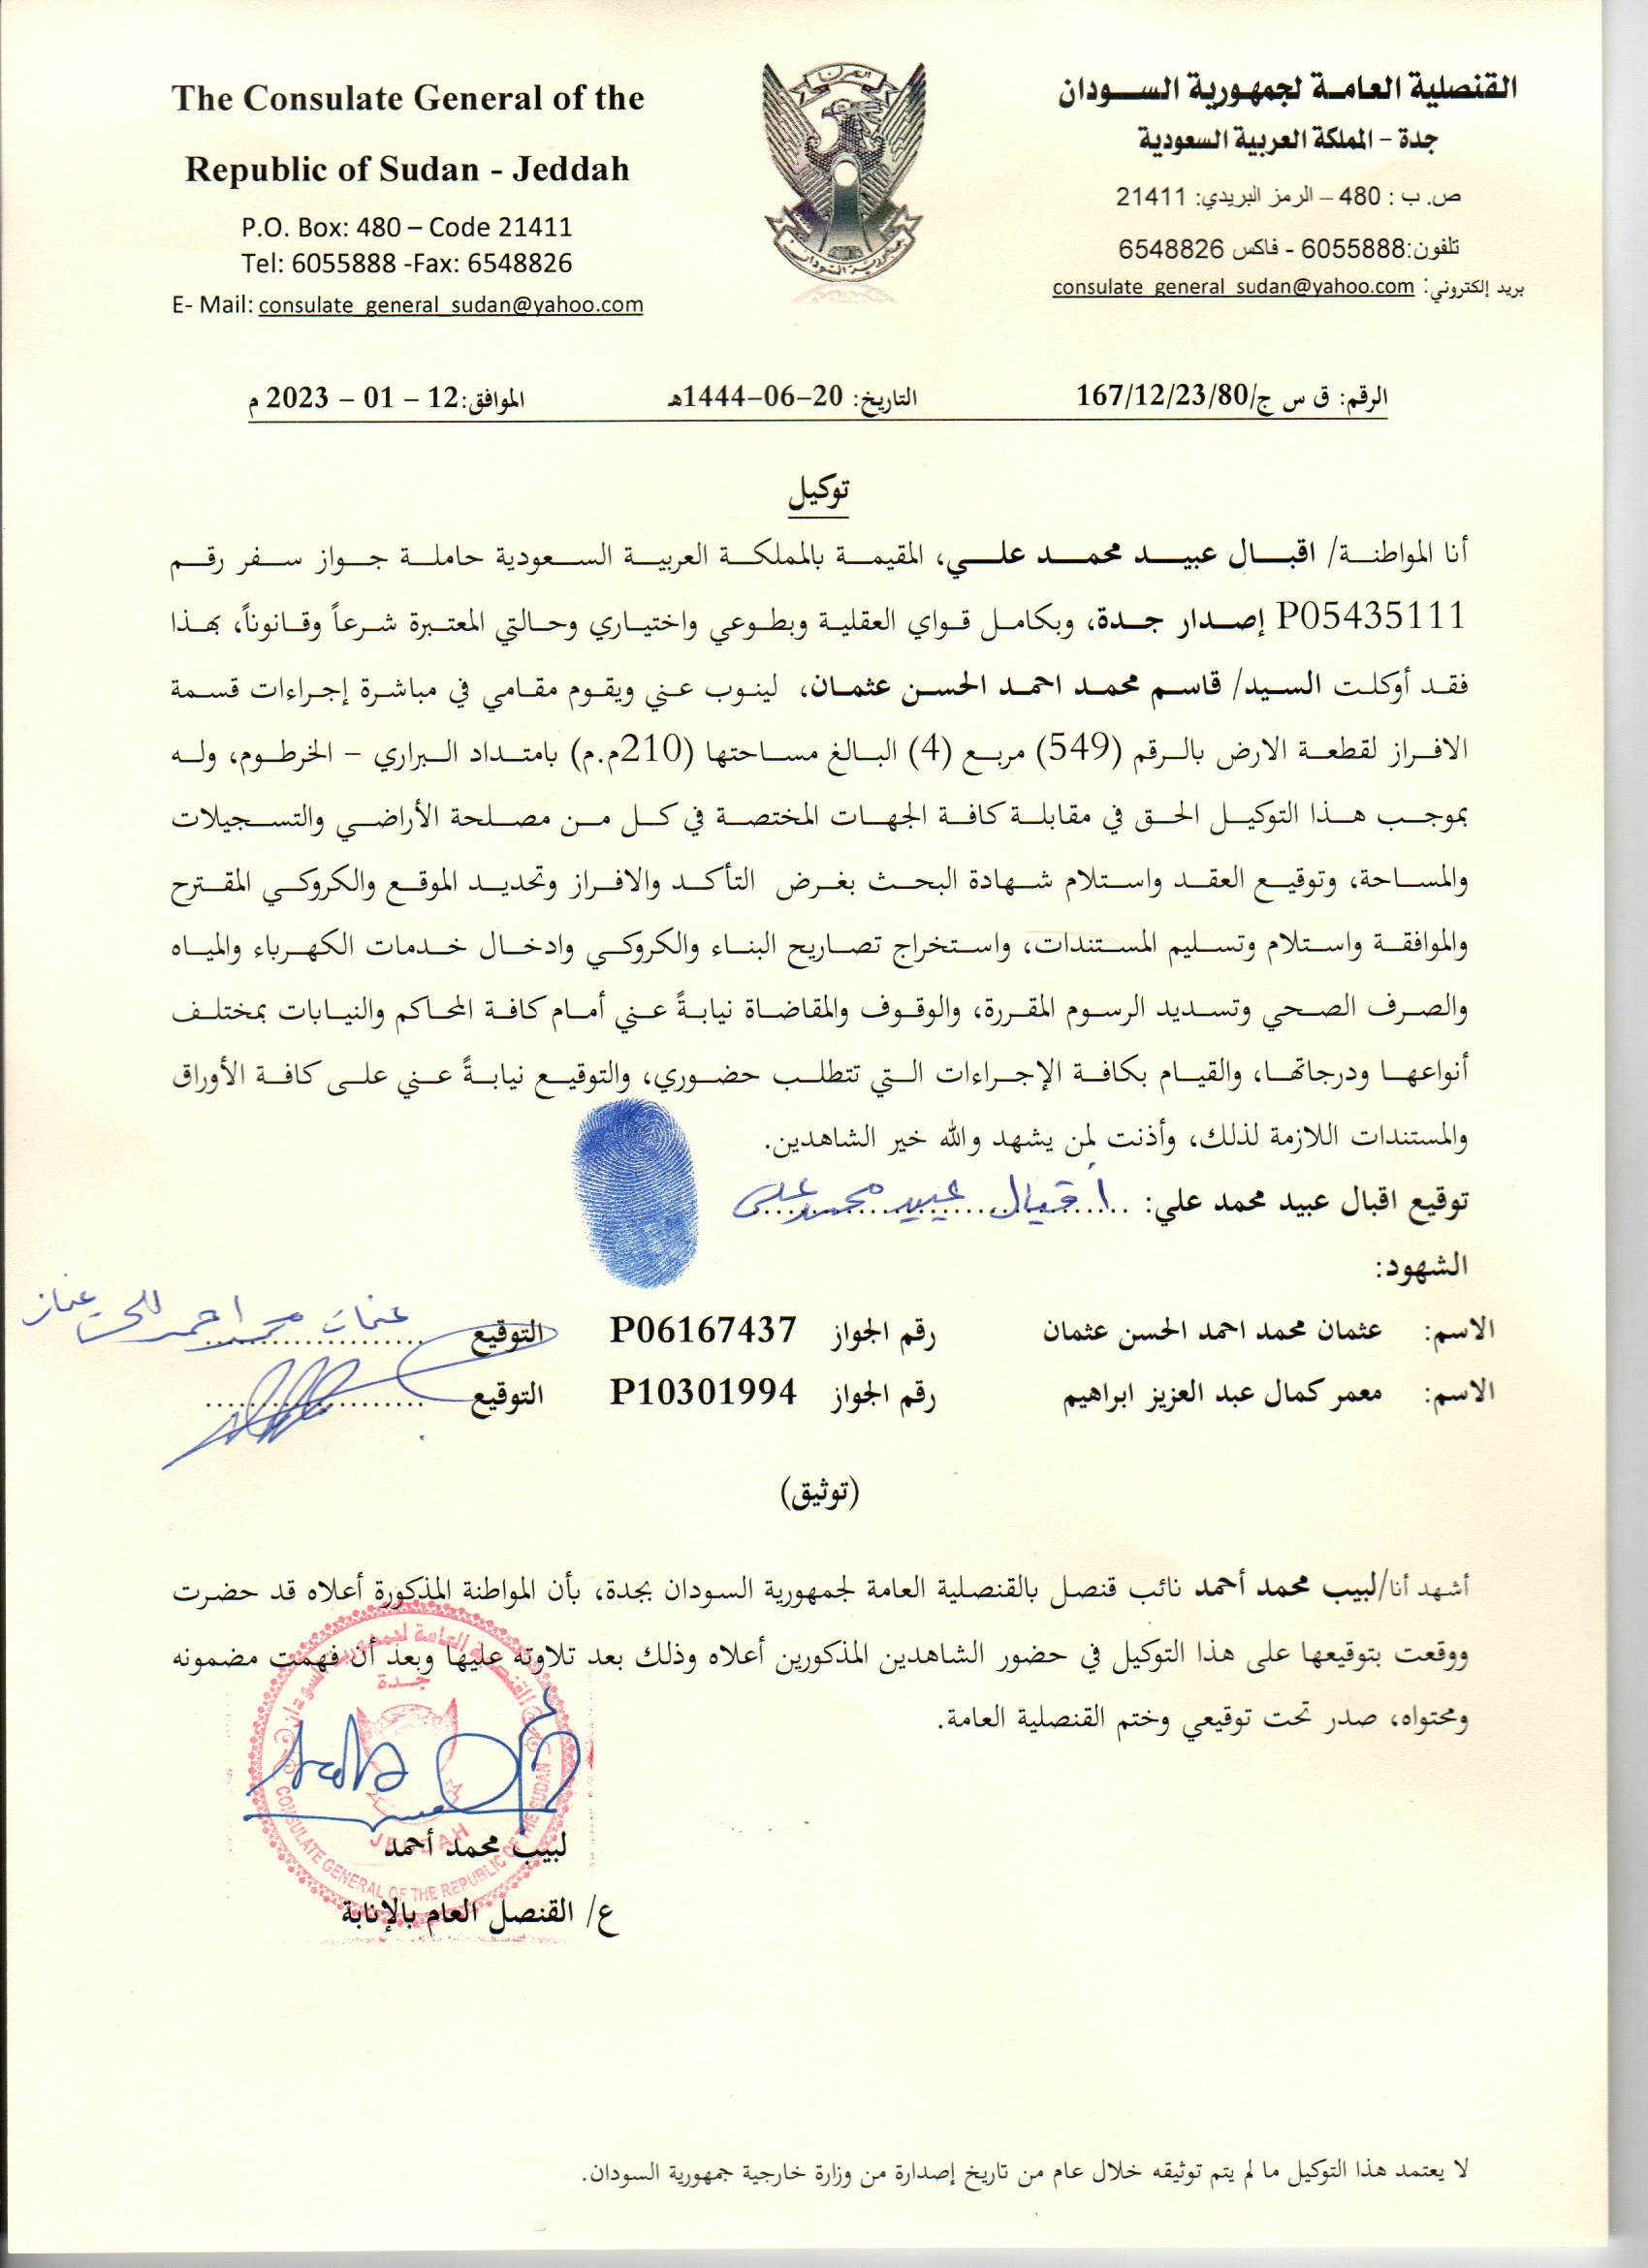 The Consulate General of the
Republic of Sudan - Jeddah
P.O. Box: 480 – Code 21411
Tel: 6055888 -Fax: 6548826
E- Mail: consulate_general_sudan@yahoo.com
القنصلية العامة لجمهورية السودان
جدة - المملكة العربية السعودية
ص. ب : 480 – الرمز البريدي: 21411
تلفون:6055888 - فاكس 6548826
بريد إلكتروني: consulate_general_sudan@yahoo.com
جمهورية السودان
الرقم: ق س ج/167/12/23/80 التاريخ: 20-06-1444هـ الموافق:12 – 01 – 2023 م
توكيل
أنا المواطنة/ اقبال عبيد محمد علي، المقيمة بالمملكة العربية السعودية حاملة جواز سفر رقم
P05435111 إصدار جدة، وبكامل قواي العقلية وبطوعي واختياري وحالتي المعتبرة شرعاً وقانوناً، بهذا
فقد أوكلت السيد/ قاسم محمد احمد الحسن عثمان، لينوب عني ويقوم مقامي في مباشرة إجراءات قسمة
الافراز لقطعة الارض بالرقم (549) مربع (4) البالغ مساحتها (210م.م) بامتداد البراري – الخرطوم، وله
بموجب هذا التوكيل الحق في مقابلة كافة الجهات المختصة في كل من مصلحة الأراضي والتسجيلات
والمساحة، وتوقيع العقد واستلام شهادة البحث بغرض التأكد والافراز وتحديد الموقع والكروكي المقترح
والموافقة واستلام وتسليم المستندات، واستخراج تصاريح البناء والكروكي وادخال خدمات الكهرباء والمياه
والصرف الصحي وتسديد الرسوم المقررة، والوقوف والمقاضاة نيابةً عني أمام كافة المحاكم والنيابات بمختلف
أنواعها ودرجاتها، والقيام بكافة الإجراءات التي تتطلب حضوري، والتوقيع نيابةً عني على كافة الأوراق
والمستندات اللازمة لذلك، وأذنت لمن يشهد والله خير الشاهدين.
توقيع اقبال عبيد محمد علي: أقبال عبيد محمد على
الشهود:
الاسم: عثمان محمد احمد الحسن عثمان رقم الجواز P06167437 التوقيع عثمان محمد احمد الحسن عثمان
الاسم: معمر كمال عبد العزيز ابراهيم رقم الجواز P10301994 التوقيع ....................
(توثيق)
أشهد أنا/لبيب محمد أحمد نائب قنصل بالقنصلية العامة لجمهورية السودان بجدة، بأن المواطنة المذكورة أعلاه قد حضرت
ووقعت بتوقيعها على هذا التوكيل في حضور الشاهدين المذكورين أعلاه وذلك بعد تلاوته عليها وبعد أن فهمت مضمونه
ومحتواه، صدر تحت توقيعي وختم القنصلية العامة.
القنصلية العامة لجمهورية السودان
جدة
JEDDAH
CONSULATE GENERAL OF THE REPUBLIC OF THE SUDAN
لبيب محمد أحمد
ع/ القنصل العام بالإنابة
لا يعتمد هذا التوكيل ما لم يتم توثيقه خلال عام من تاريخ إصدارة من وزارة خارجية جمهورية السودان.